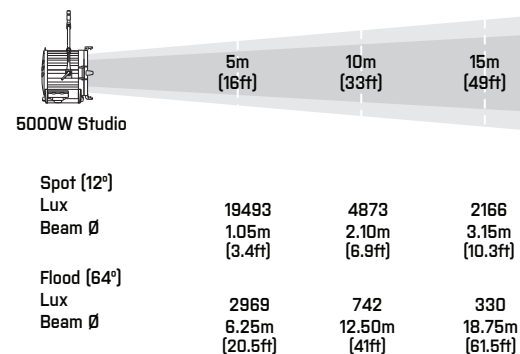 5m 10m 15m
(16ft) (33ft) (49ft)
5000W Studio
Spot (12º)
Lux 19493 4873 2166
Beam Ø 1.05m 2.10m 3.15m
(3.4ft) (6.9ft) (10.3ft)
Flood (64º)
Lux 2969 742 330
Beam Ø 6.25m 12.50m 18.75m
(20.5ft) (41ft) (61.5ft)